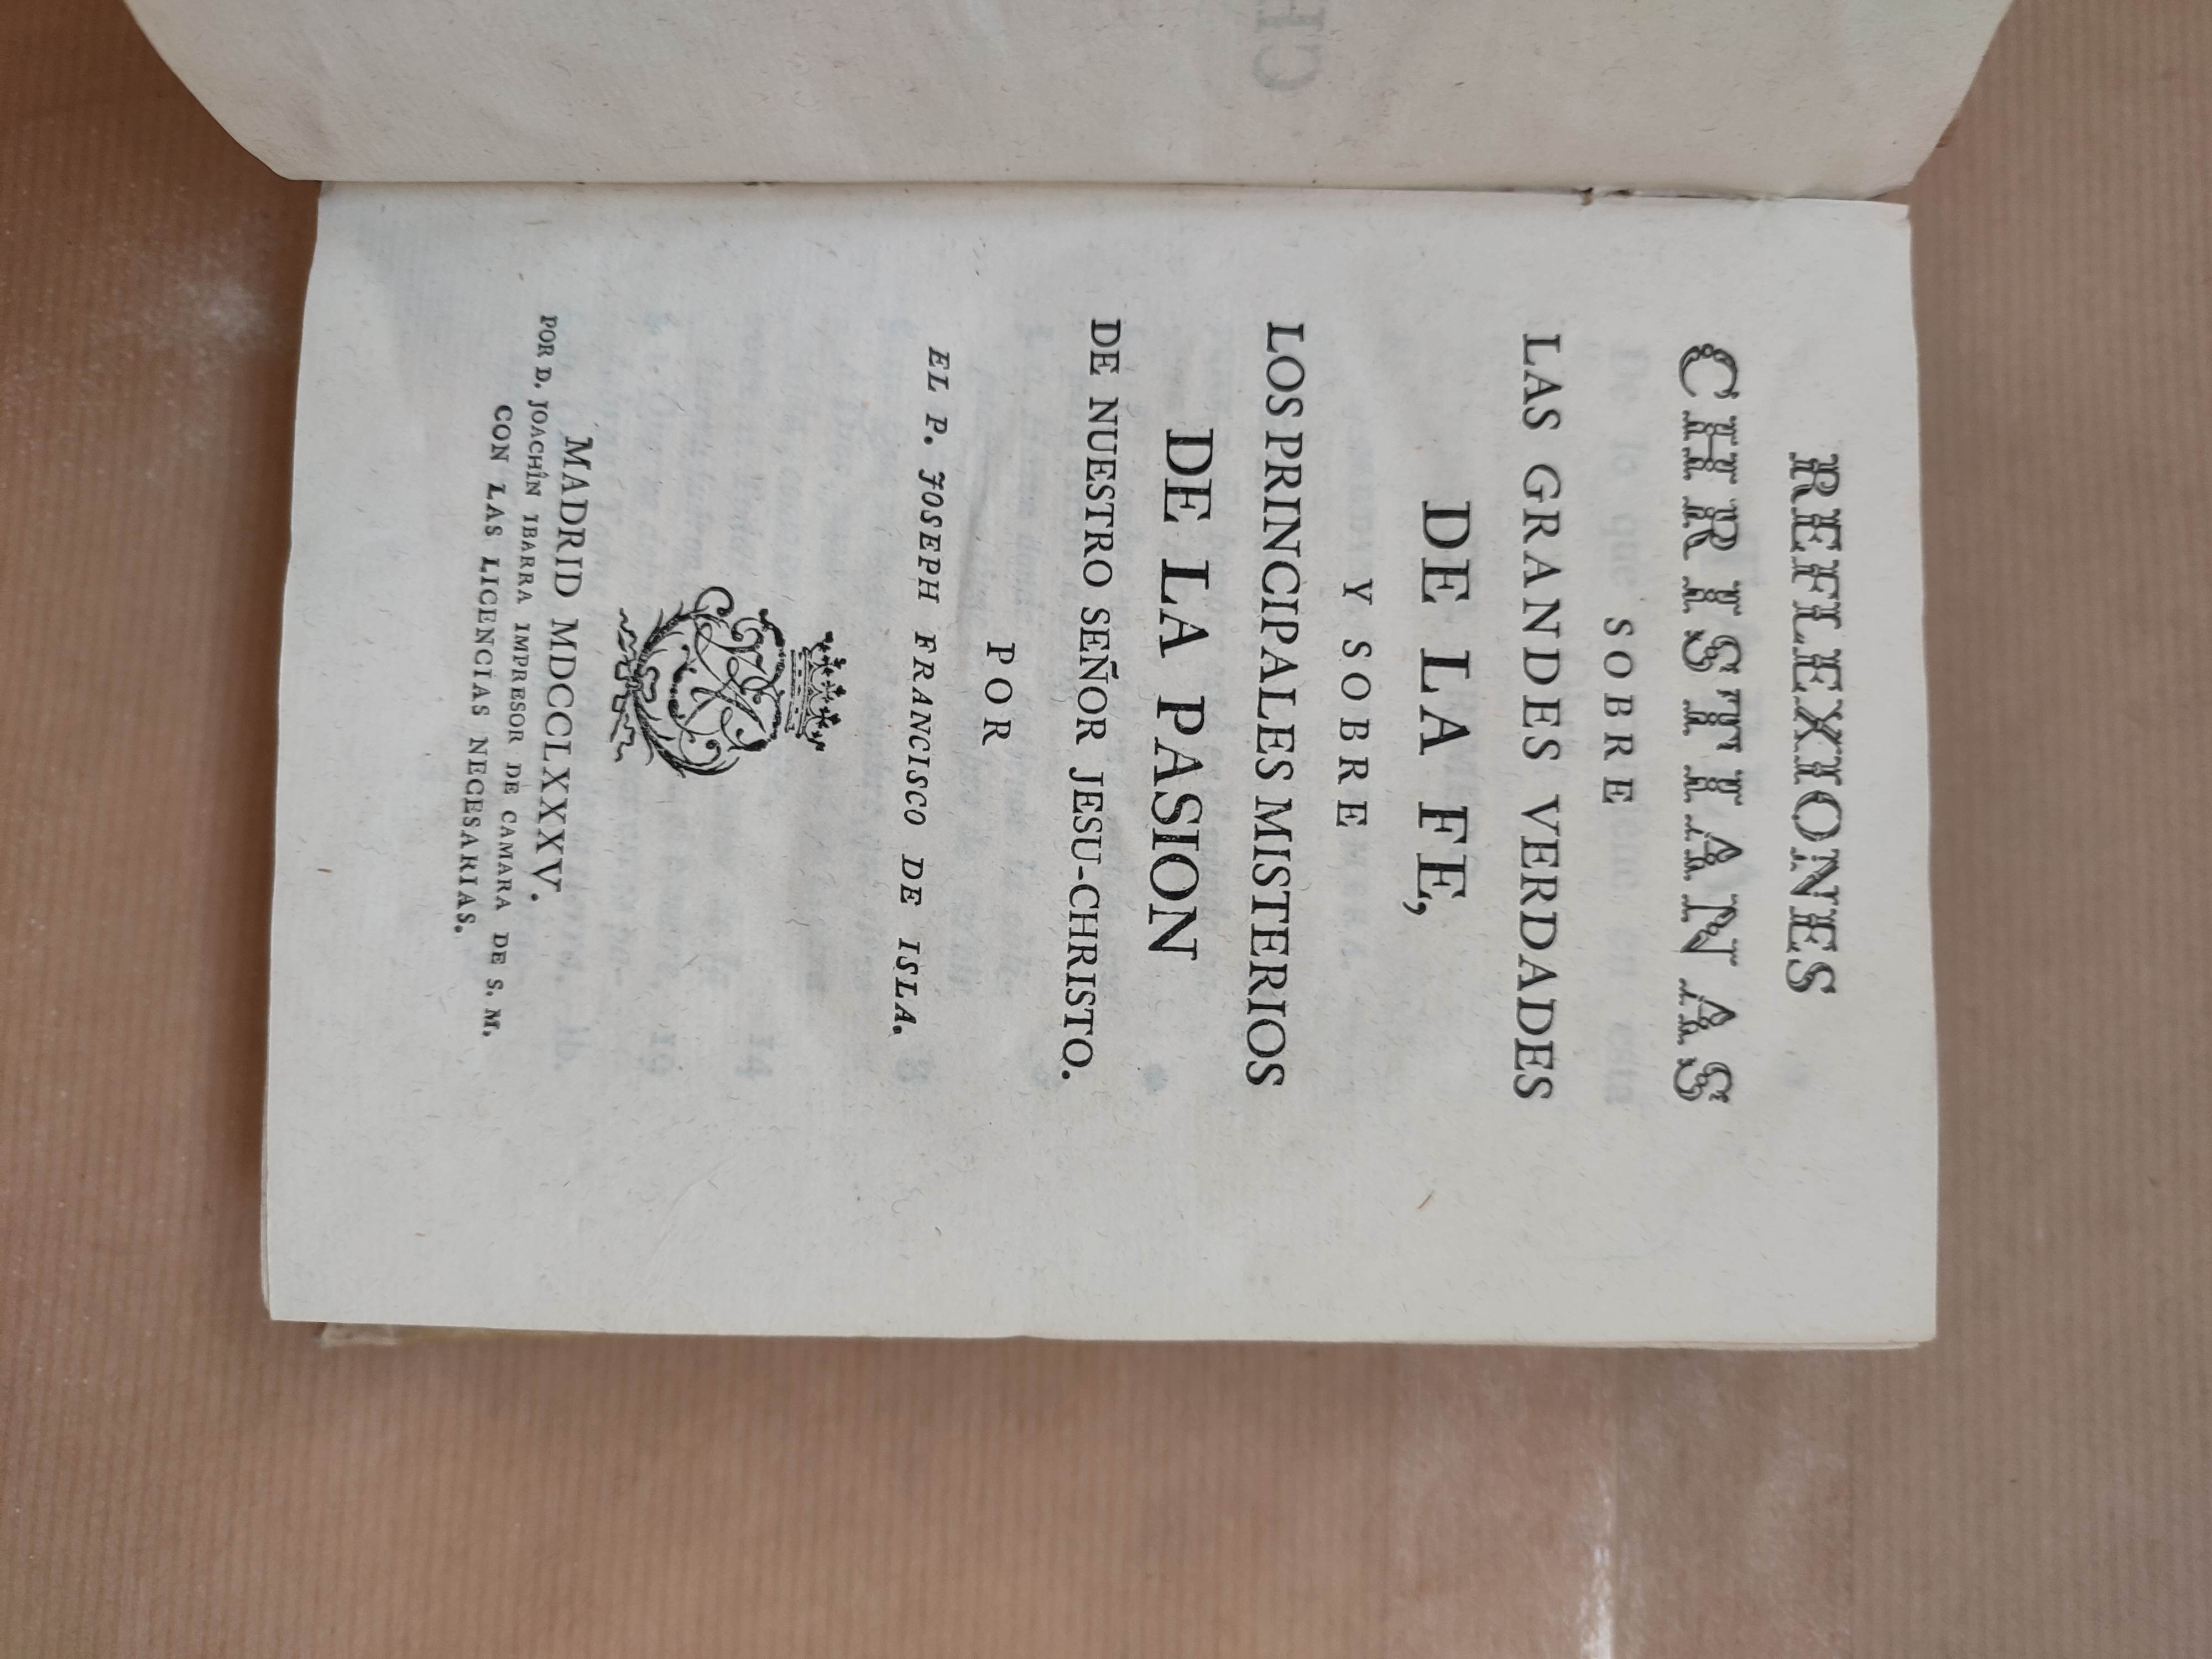 REFLEXIONES
CHRISTIANAS
SOBRE
LAS GRANDES VERDADES
DE LA FE,
Y SOBRE
LOS PRINCIPALES MISTERIOS
DE LA PASION
DE NUESTRO SEÑOR JESU-CHRISTO.
POR
EL P. JOSEPH FRANCISCO DE ISLA.
MADRID MDCCLXXXV.
POR D. JOACHÎN IBARRA IMPRESOR DE CAMARA DE S. M.
CON LAS LICENCIAS NECESARIAS.